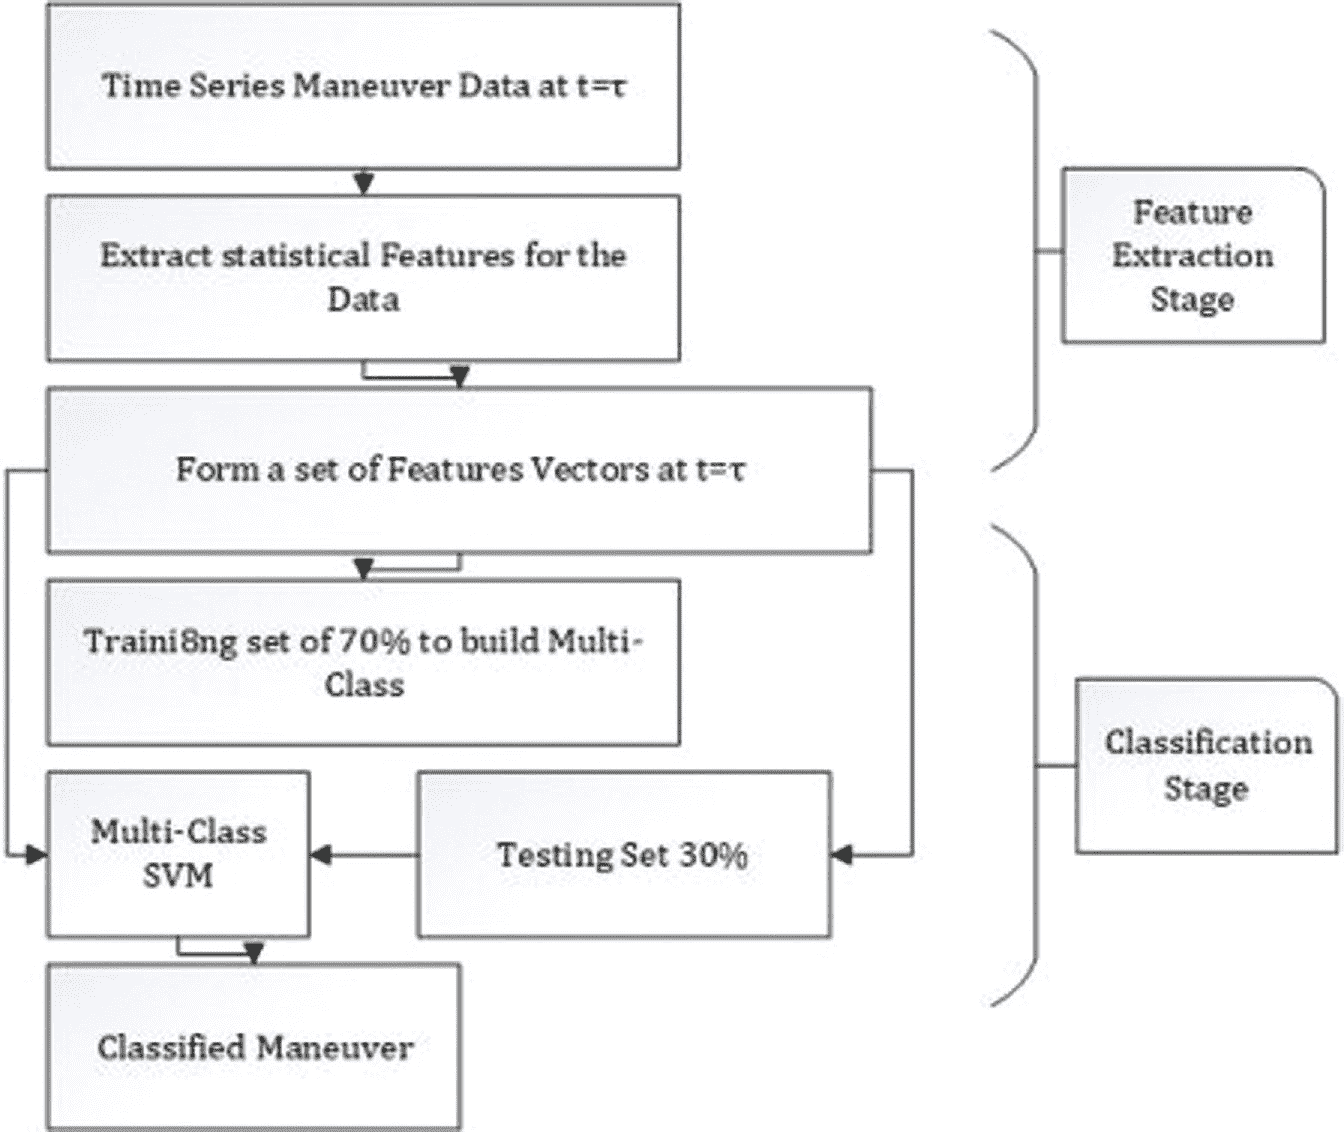 Time Series Maneuver Data at t=τ
Extract statistical Features for the
Data
Form a set of Features Vectors at t=τ
Traini8ng set of 70% to build Multi-
Class
Multi-Class
SVM
Testing Set 30%
Classified Maneuver
Feature
Extraction
Stage
Classification
Stage